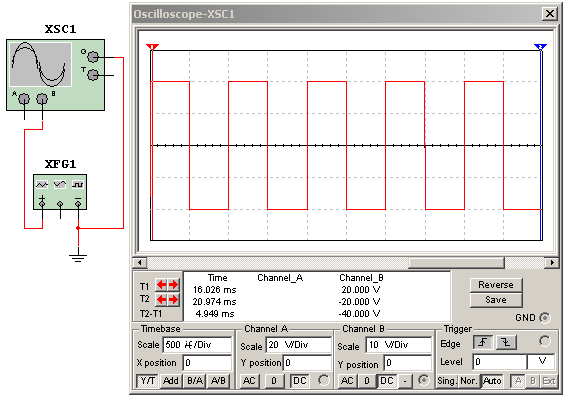 Oscilloscope-XSC1
XSC1
G
T
A B
1 2
XFG1
Time Channel_A Channel_B
T1 16.026 ms 20.000 V
T2 20.974 ms -20.000 V
T2-T1 4.949 ms -40.000 V
Reverse
Save
GND
Timebase
Scale 500 /Div
X position 0
Y/T Add B/A A/B
Channel A
Scale 20 V/Div
Y position 0
AC 0 DC
Channel B
Scale 10 V/Div
Y position 0
AC 0 DC -
Trigger
Edge
Level 0 V
Sing. Nor. Auto A B Ext